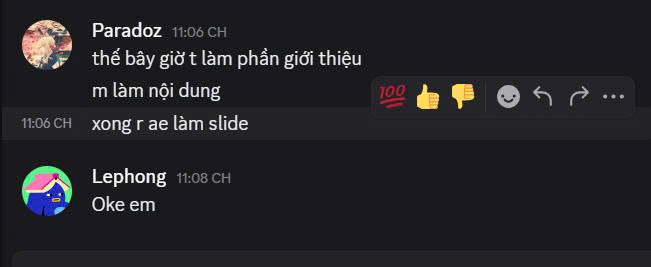 Paradoz 11:06 CH
thế bây giờ t làm phần giới thiệu
m làm nội dung
100
11:06 CH xong r ae làm slide
Lephong 11:08 CH
Oke em